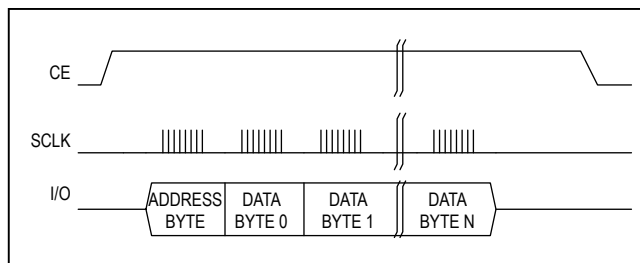 CE
SCLK
I/O
ADDRESS BYTE
DATA BYTE 0
DATA BYTE 1
DATA BYTE N